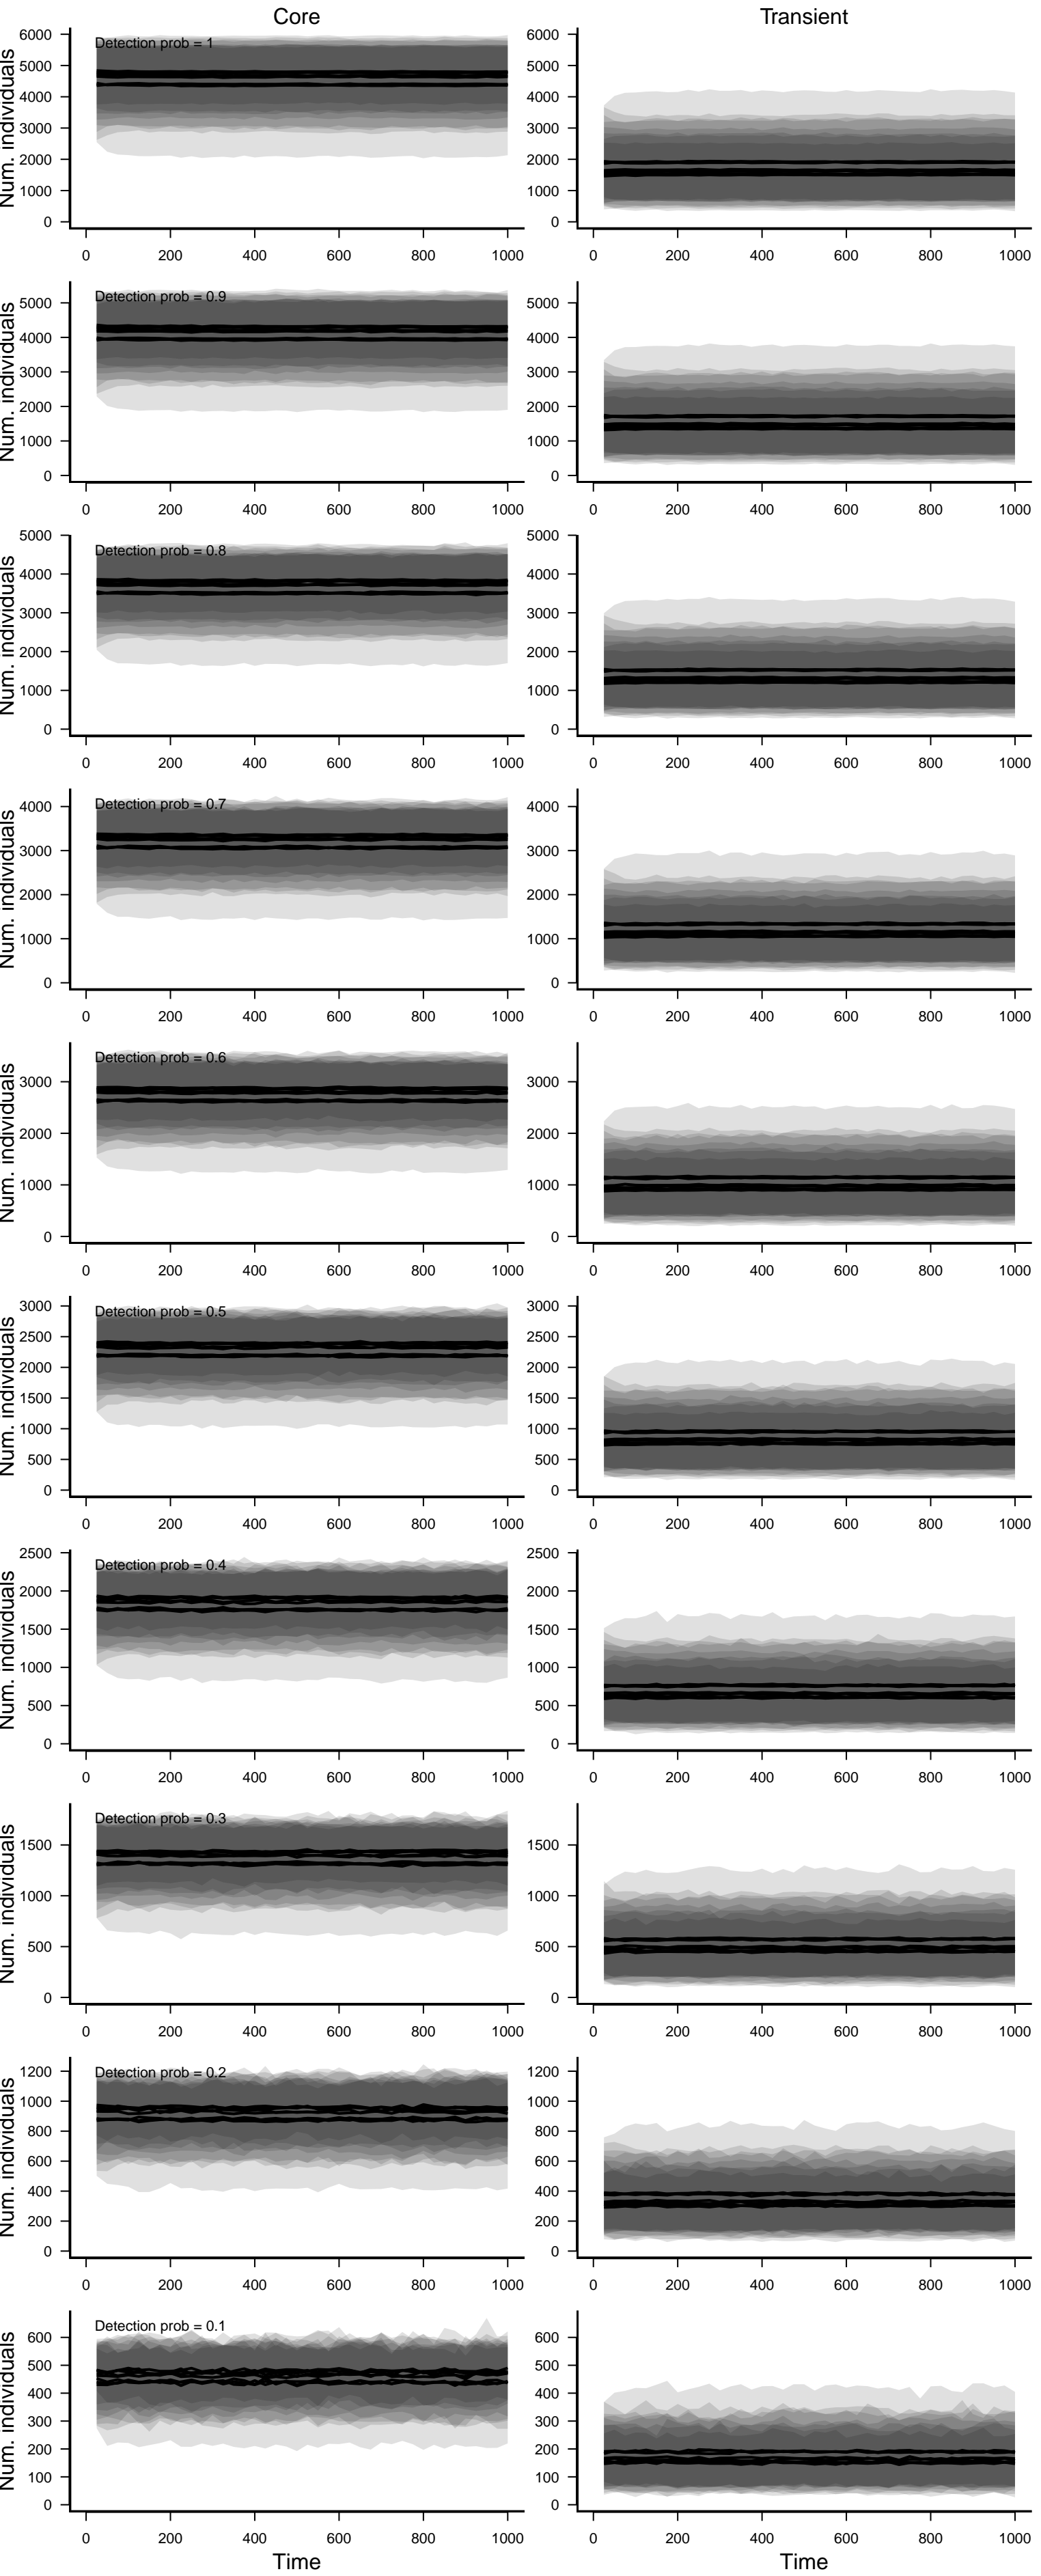 Core Transient
Num. individuals
Detection prob = 1
6000 6000
5000 5000
4000 4000
3000 3000
2000 2000
1000 1000
0 0
0 200 400 600 800 1000 0 200 400 600 800 1000
Num. individuals
Detection prob = 0.9
5000 5000
4000 4000
3000 3000
2000 2000
1000 1000
0 0
0 200 400 600 800 1000 0 200 400 600 800 1000
Num. individuals
Detection prob = 0.8
5000 5000
4000 4000
3000 3000
2000 2000
1000 1000
0 0
0 200 400 600 800 1000 0 200 400 600 800 1000
Num. individuals
Detection prob = 0.7
4000 4000
3000 3000
2000 2000
1000 1000
0 0
0 200 400 600 800 1000 0 200 400 600 800 1000
Num. individuals
Detection prob = 0.6
3000 3000
2000 2000
1000 1000
0 0
0 200 400 600 800 1000 0 200 400 600 800 1000
Num. individuals
Detection prob = 0.5
3000 3000
2500 2500
2000 2000
1500 1500
1000 1000
500 500
0 0
0 200 400 600 800 1000 0 200 400 600 800 1000
Num. individuals
Detection prob = 0.4
2500 2500
2000 2000
1500 1500
1000 1000
500 500
0 0
0 200 400 600 800 1000 0 200 400 600 800 1000
Num. individuals
Detection prob = 0.3
1500 1500
1000 1000
500 500
0 0
0 200 400 600 800 1000 0 200 400 600 800 1000
Num. individuals
Detection prob = 0.2
1200 1200
1000 1000
800 800
600 600
400 400
200 200
0 0
0 200 400 600 800 1000 0 200 400 600 800 1000
Num. individuals
Detection prob = 0.1
600 600
500 500
400 400
300 300
200 200
100 100
0 0
0 200 400 600 800 1000 0 200 400 600 800 1000
Time Time